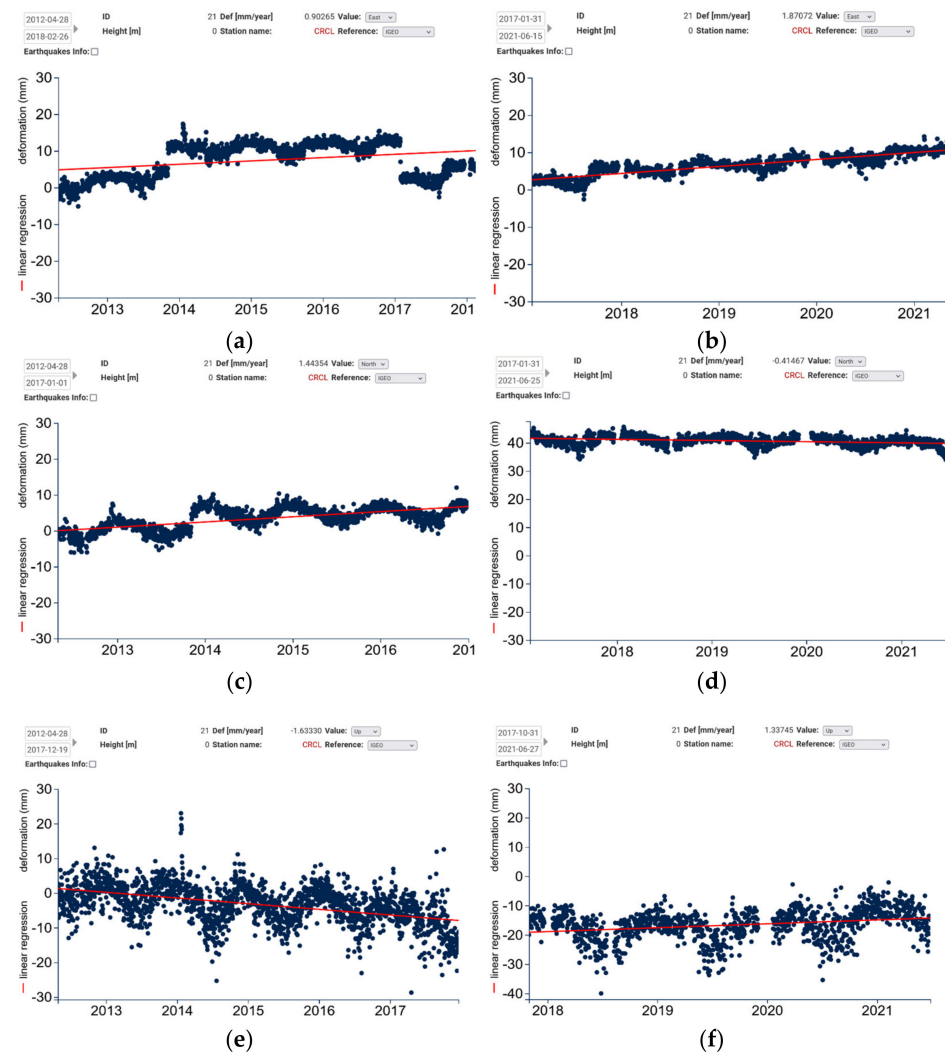 2012-04-28
2018-02-26
ID 21 Def [mm/year] 0.90265 Value: East
Height [m] 0 Station name: CRCL Reference: IGEO
Earthquakes Info:
deformation (mm)
linear regression
30
20
10
0
-10
-20
-30
2013 2014 2015 2016 2017 201
(a)
2017-01-31
2021-06-15
ID 21 Def [mm/year] 1.87072 Value: East
Height [m] 0 Station name: CRCL Reference: IGEO
Earthquakes Info:
deformation (mm)
linear regression
30
20
10
0
-10
-20
-30
2018 2019 2020 2021
(b)
2012-04-28
2017-01-01
ID 21 Def [mm/year] 1.44354 Value: North
Height [m] 0 Station name: CRCL Reference: IGEO
Earthquakes Info:
deformation (mm)
linear regression
30
20
10
0
-10
-20
-30
2013 2014 2015 2016 201
(c)
2017-01-31
2021-06-25
ID 21 Def [mm/year] -0.41467 Value: North
Height [m] 0 Station name: CRCL Reference: IGEO
Earthquakes Info:
deformation (mm)
linear regression
40
30
20
10
0
-10
-20
-30
2018 2019 2020 2021
(d)
2012-04-28
2017-12-19
ID 21 Def [mm/year] -1.63330 Value: Up
Height [m] 0 Station name: CRCL Reference: IGEO
Earthquakes Info:
deformation (mm)
linear regression
30
20
10
0
-10
-20
-30
2013 2014 2015 2016 2017
(e)
2017-10-31
2021-06-27
ID 21 Def [mm/year] 1.33745 Value: Up
Height [m] 0 Station name: CRCL Reference: IGEO
Earthquakes Info:
deformation (mm)
linear regression
30
20
10
0
-10
-20
-30
-40
2018 2019 2020 2021
(f)